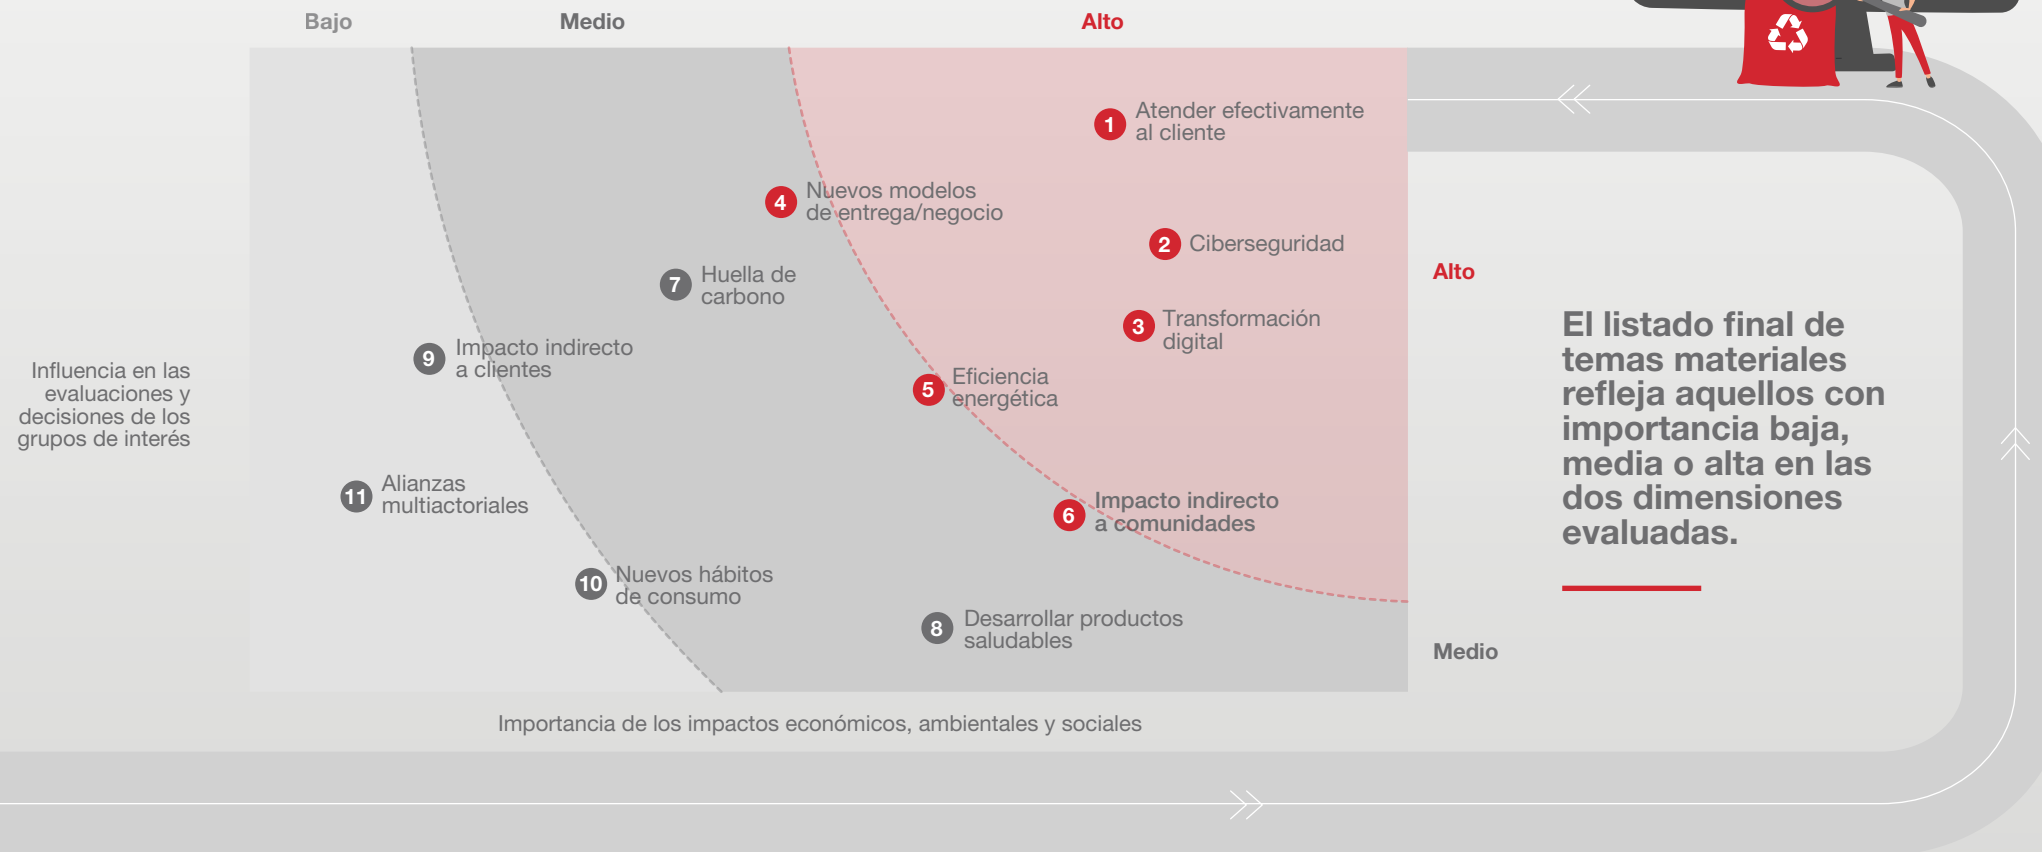 Bajo
Medio
Alto
1
Atender efectivamente
al cliente
4
Nuevos modelos
de entrega/negocio
2
Ciberseguridad
7
Huella de
carbono
Alto
3
Transformación
digital
9
Impacto indirecto
a clientes
Influencia en las
evaluaciones y
decisiones de los
grupos de interés
5
Eficiencia
energética
11
Alianzas
multiactoriales
6
Impacto indirecto
a comunidades
10
Nuevos hábitos
de consumo
8
Desarrollar productos
saludables
Medio
Importancia de los impactos económicos, ambientales y sociales
El listado final de
temas materiales
refleja aquellos con
importancia baja,
media o alta en las
dos dimensiones
evaluadas.